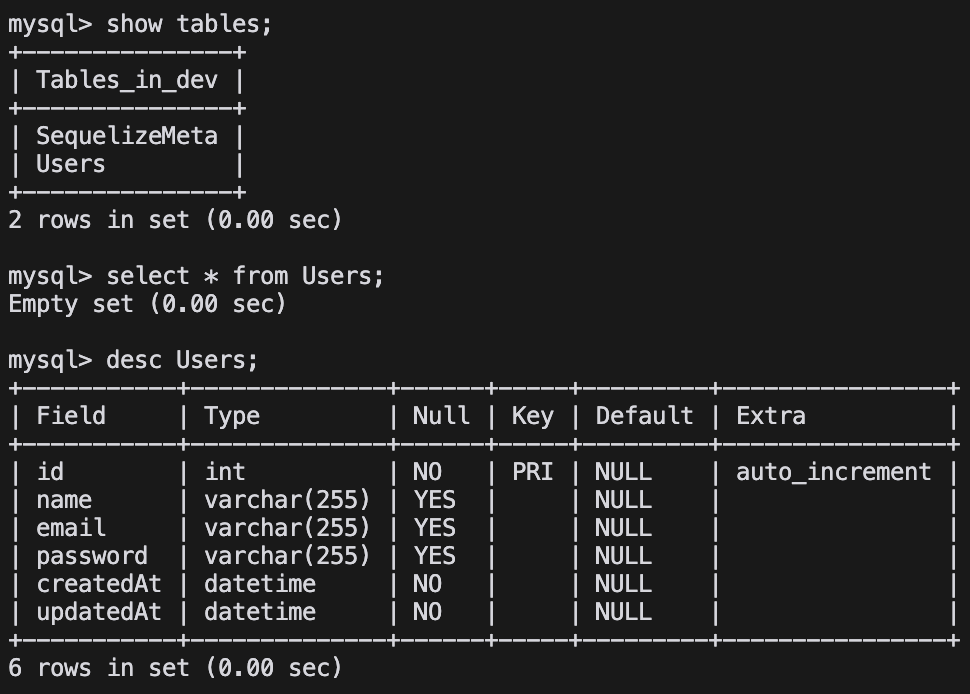 mysql> show tables;
+---------------+
| Tables_in_dev |
+---------------+
| SequelizeMeta |
| Users         |
+---------------+
2 rows in set (0.00 sec)

mysql> select * from Users;
Empty set (0.00 sec)

mysql> desc Users;
+-----------+--------------+------+-----+---------+----------------+
| Field     | Type         | Null | Key | Default | Extra          |
+-----------+--------------+------+-----+---------+----------------+
| id        | int          | NO   | PRI | NULL    | auto_increment |
| name      | varchar(255) | YES  |     | NULL    |                |
| email     | varchar(255) | YES  |     | NULL    |                |
| password  | varchar(255) | YES  |     | NULL    |                |
| createdAt | datetime     | NO   |     | NULL    |                |
| updatedAt | datetime     | NO   |     | NULL    |                |
+-----------+--------------+------+-----+---------+----------------+
6 rows in set (0.00 sec)